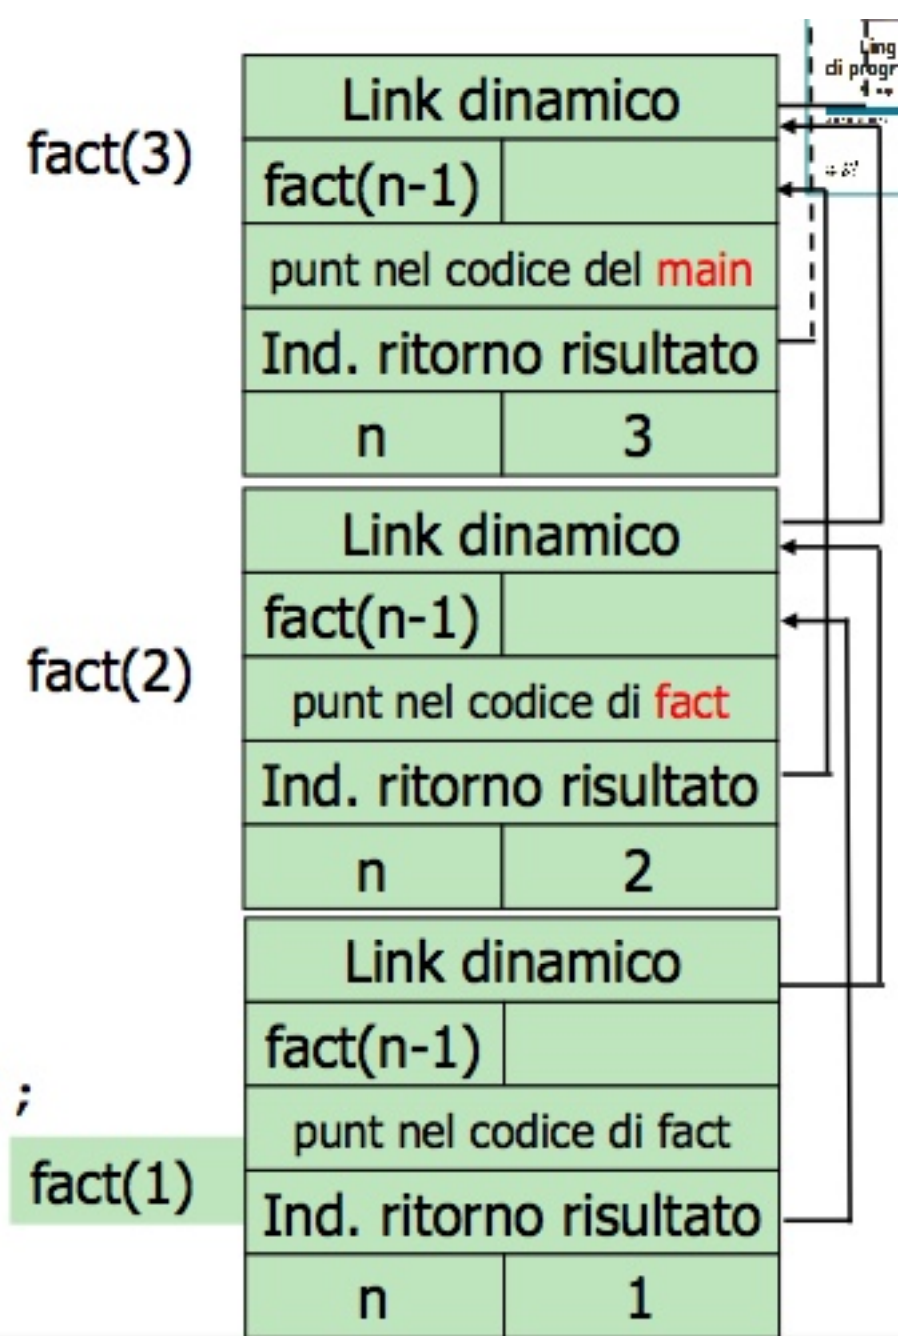 Ling
di progr
Link dinamico
fact(3)
fact(n-1)
punt nel codice del main
Ind. ritorno risultato
n 3
Link dinamico
fact(n-1)
fact(2)
punt nel codice di fact
Ind. ritorno risultato
n 2
Link dinamico
fact(n-1)
;
punt nel codice di fact
fact(1)
Ind. ritorno risultato
n 1